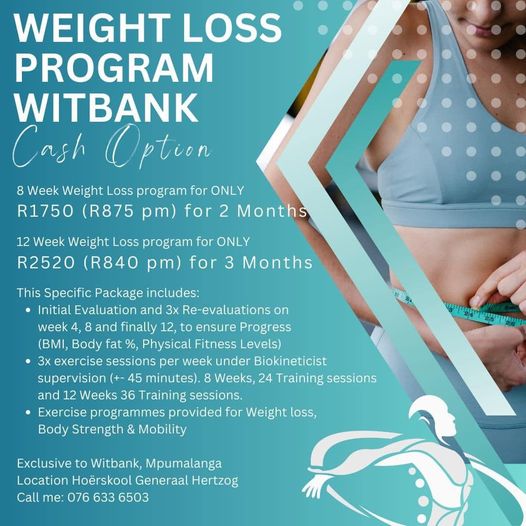 WEIGHT LOSS
PROGRAM
WITBANK
Cash Option
8 Week Weight Loss program for ONLY
R1750 (R875 pm) for 2 Months
12 Week Weight Loss program for ONLY
R2520 (R840 pm) for 3 Months
This Specific Package includes:
• Initial Evaluation and 3x Re-evaluations on
week 4, 8 and finally 12, to ensure Progress
(BMI, Body fat %, Physical Fitness Levels)
• 3x exercise sessions per week under Biokineticist
supervision (+- 45 minutes). 8 Weeks, 24 Training sessions
and 12 Weeks 36 Training sessions.
• Exercise programmes provided for Weight loss,
Body Strength & Mobility
Exclusive to Witbank, Mpumalanga
Location Hoërskool Generaal Hertzog
Call me: 076 633 6503